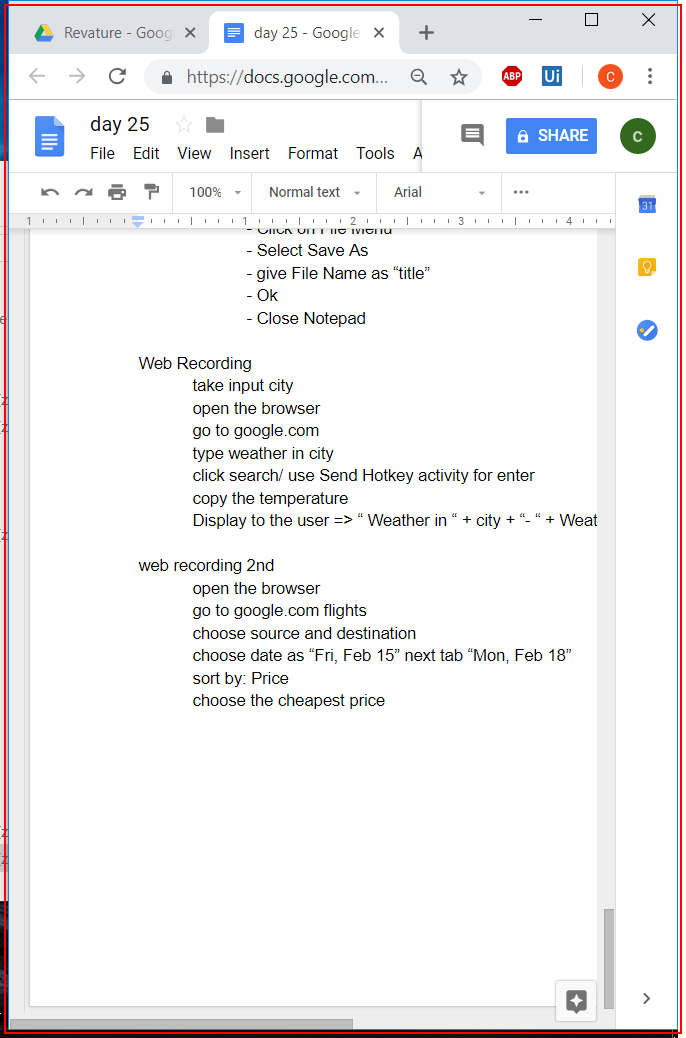 Revature - Goog
day 25 - Google
https://docs.google.com...
ABP
Ui
C
day 25
File Edit View Insert Format Tools A
SHARE
C
100% Normal text Arial
31
1 1 2 3 4
- Click on File Menu
- Select Save As
- give File Name as “title”
- Ok
- Close Notepad
Web Recording
take input city
open the browser
go to google.com
type weather in city
click search/ use Send Hotkey activity for enter
copy the temperature
Display to the user => “ Weather in “ + city + “- “ + Weat
web recording 2nd
open the browser
go to google.com flights
choose source and destination
choose date as “Fri, Feb 15” next tab “Mon, Feb 18”
sort by: Price
choose the cheapest price